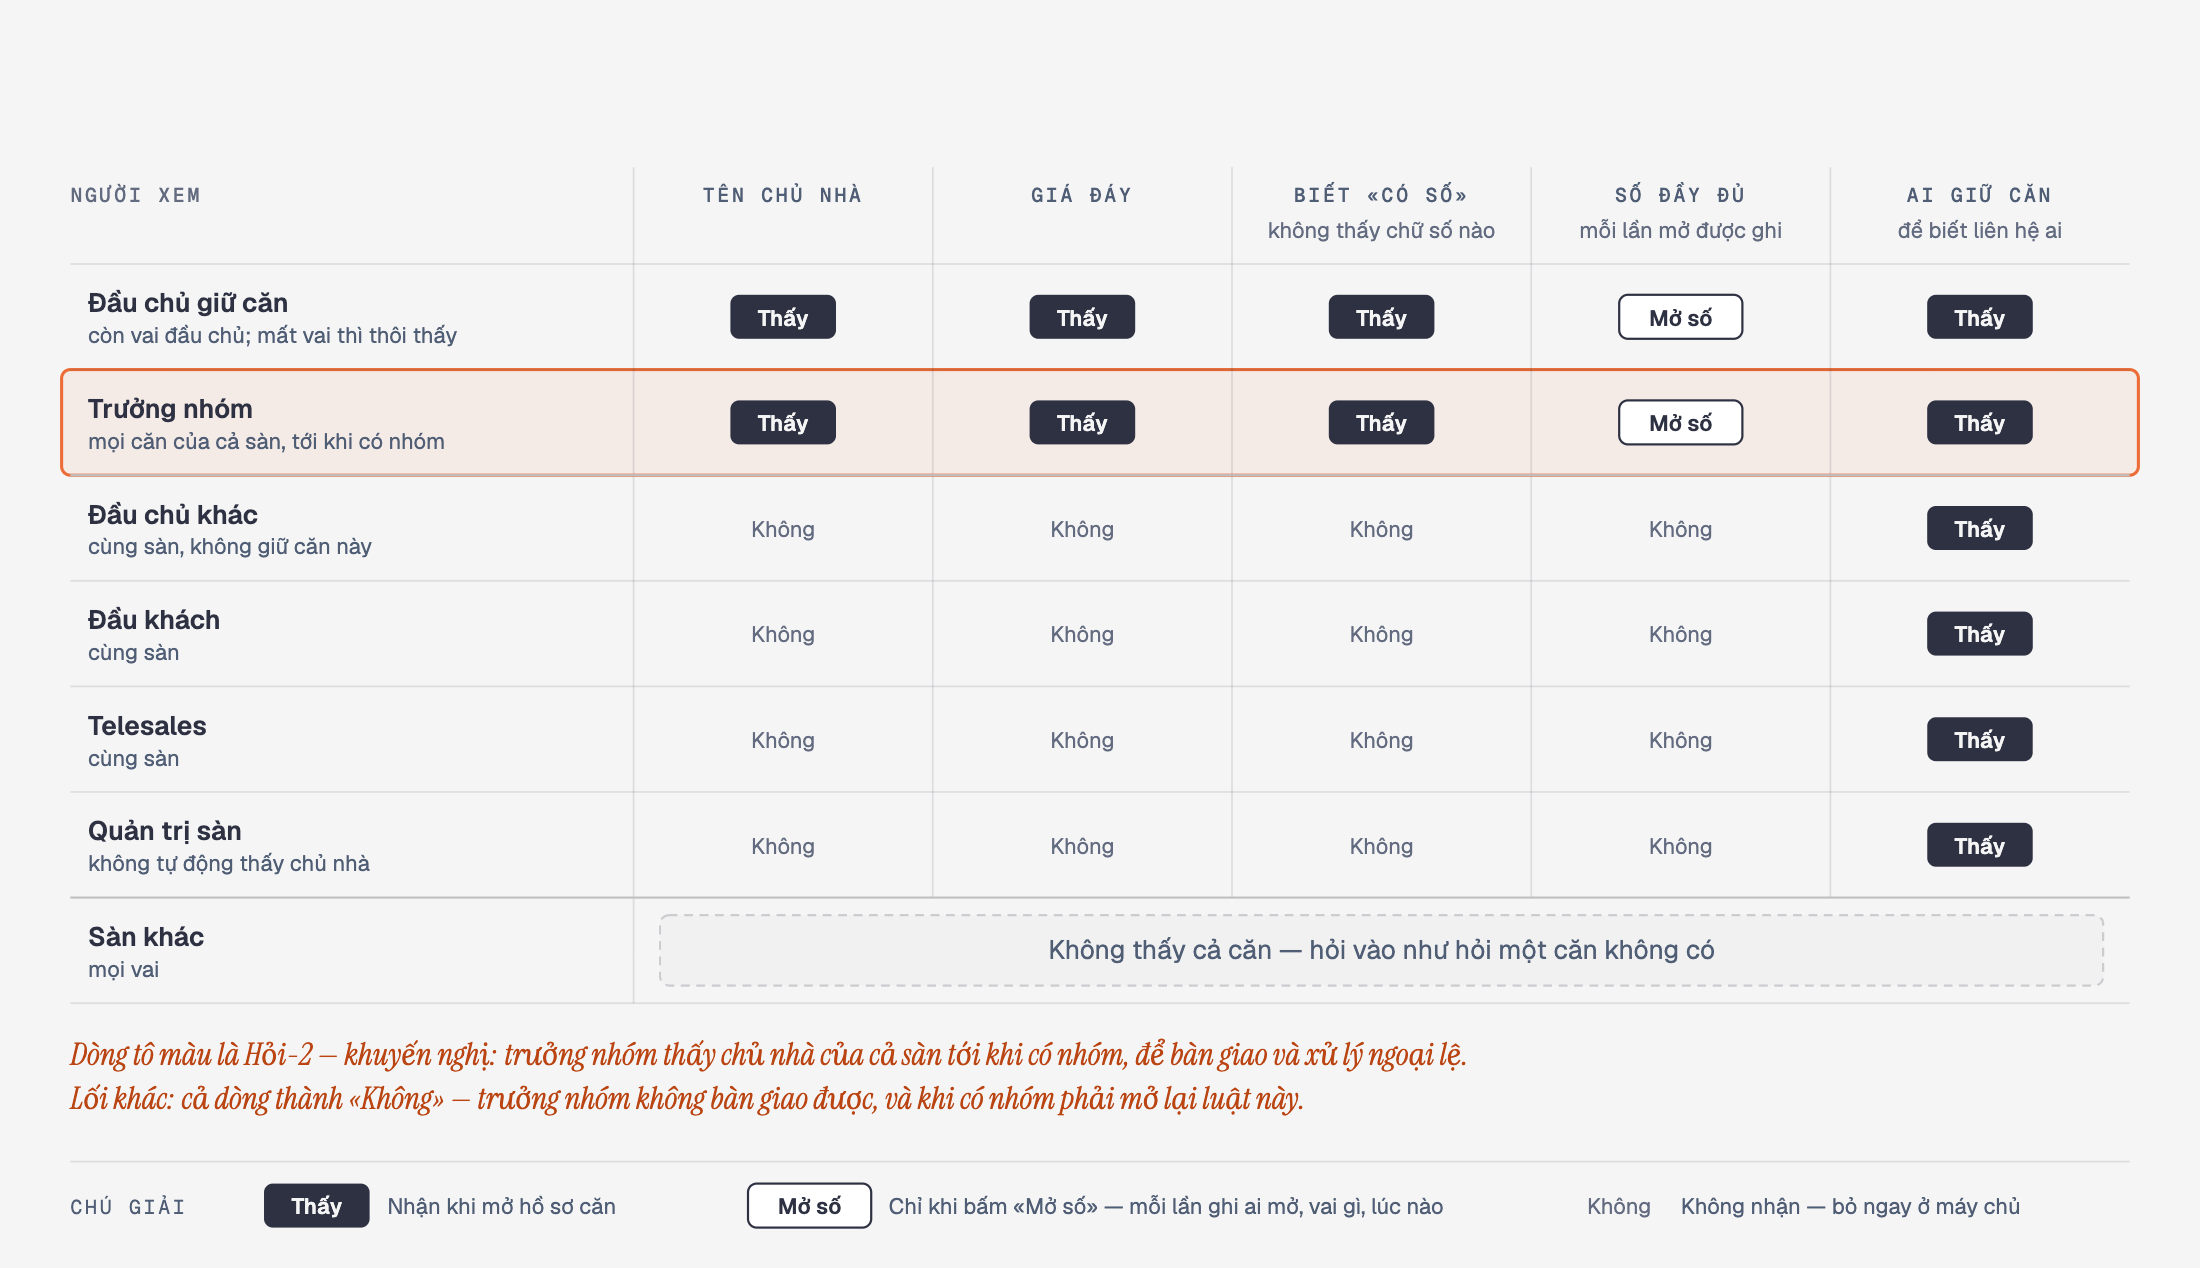 NGƯỜI XEM TÊN CHỦ NHÀ GIÁ ĐÁY BIẾT «CÓ SỐ» SỐ ĐẦY ĐỦ AI GIỮ CĂN
không thấy chữ số nào mỗi lần mở được ghi để biết liên hệ ai
Đầu chủ giữ căn Thấy Thấy Thấy Mở số Thấy
còn vai đầu chủ; mất vai thì thôi thấy
Trưởng nhóm Thấy Thấy Thấy Mở số Thấy
mọi căn của cả sàn, tới khi có nhóm
Đầu chủ khác Không Không Không Không Thấy
cùng sàn, không giữ căn này
Đầu khách Không Không Không Không Thấy
cùng sàn
Telesales Không Không Không Không Thấy
cùng sàn
Quản trị sàn Không Không Không Không Thấy
không tự động thấy chủ nhà
Sàn khác Không thấy cả căn — hỏi vào như hỏi một căn không có
mọi vai
Dòng tô màu là Hỏi-2 — khuyến nghị: trưởng nhóm thấy chủ nhà của cả sàn tới khi có nhóm, để bàn giao và xử lý ngoại lệ.
Lối khác: cả dòng thành «Không» — trưởng nhóm không bàn giao được, và khi có nhóm phải mở lại luật này.
CHÚ GIẢI Thấy Nhận khi mở hồ sơ căn Mở số Chỉ khi bấm «Mở số» — mỗi lần ghi ai mở, vai gì, lúc nào Không Không nhận — bỏ ngay ở máy chủ